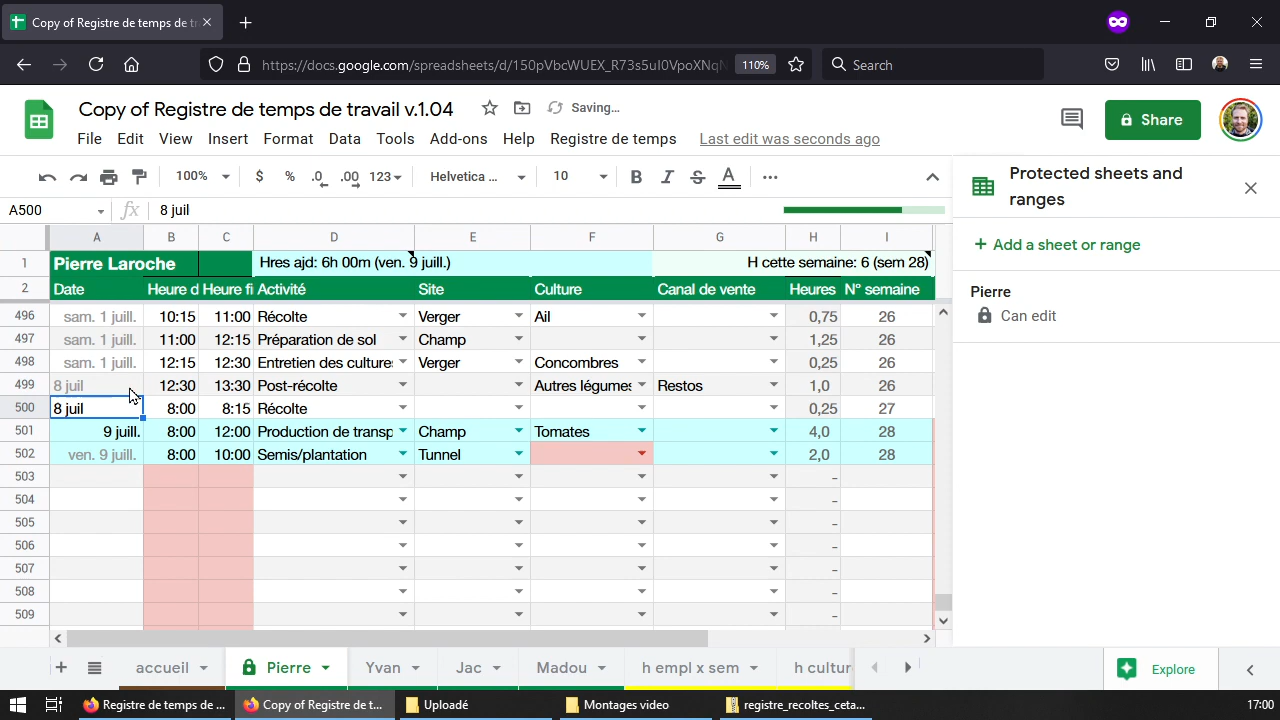 Copy of Registre de temps de tr
https://docs.google.com/spreadsheets/d/150pVbcWUEX_R73s5uI0VpoXNqN
110%
Search
Copy of Registre de temps de travail v.1.04
Saving...
Share
File Edit View Insert Format Data Tools Add-ons Help Registre de temps Last edit was seconds ago
100% $ % .0 .00 123 Helvetica ... 10 B I S A
A500 fx 8 juil
Protected sheets and ranges
+ Add a sheet or range
Pierre
Can edit
A B C D E F G H I
1 Pierre Laroche Hres ajd: 6h 00m (ven. 9 juill.) H cette semaine: 6 (sem 28)
2 Date Heure d Heure fi Activité Site Culture Canal de vente Heures N° semaine
496 sam. 1 juill. 10:15 11:00 Récolte Verger Ail 0,75 26
497 sam. 1 juill. 11:00 12:15 Préparation de sol Champ 1,25 26
498 sam. 1 juill. 12:15 12:30 Entretien des culture: Verger Concombres 0,25 26
499 8 juil 12:30 13:30 Post-récolte Autres légumes Restos 1,0 26
500 8 juil 8:00 8:15 Récolte 0,25 27
501 9 juill. 8:00 12:00 Production de transp Champ Tomates 4,0 28
502 ven. 9 juill. 8:00 10:00 Semis/plantation Tunnel 2,0 28
503 -
504 -
505 -
506 -
507 -
508 -
509 -
accueil Pierre Yvan Jac Madou h empl x sem h cultur
Explore
Registre de temps de ... Copy of Registre de t... Uploadé Montages video registre_recoltes_ceta... 17:00